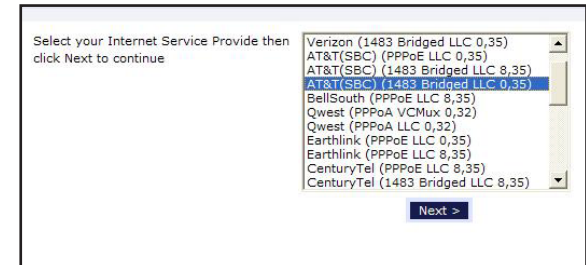 Select your Internet Service Provide then
click Next to continue
Verizon (1483 Bridged LLC 0,35)
AT&T(SBC) (PPPoE LLC 0,35)
AT&T(SBC) (1483 Bridged LLC 8,35)
AT&T(SBC) (1483 Bridged LLC 0,35)
BellSouth (PPPoE LLC 8,35)
Qwest (PPPoA VCMux 0,32)
Qwest (PPPoA LLC 0,32)
Earthlink (PPPoE LLC 0,35)
Earthlink (PPPoE LLC 8,35)
CenturyTel (PPPoE LLC 8,35)
CenturyTel (1483 Bridged LLC 8,35)
Next >